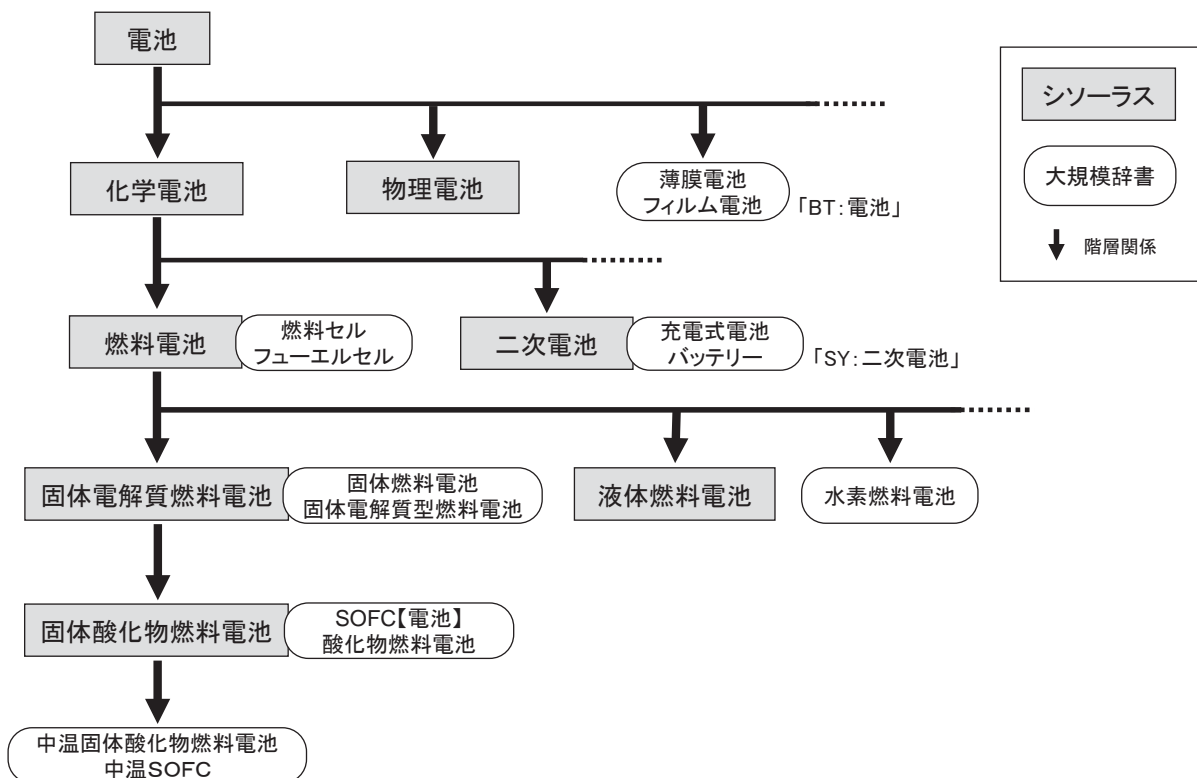 電池
シソーラス
大規模辞書
階層関係
化学電池
物理電池
薄膜電池
フィルム電池
「BT:電池」
燃料電池
燃料セル
フューエルセル
二次電池
充電式電池
バッテリー
「SY:二次電池」
固体電解質燃料電池
固体燃料電池
固体電解質型燃料電池
液体燃料電池
水素燃料電池
固体酸化物燃料電池
SOFC【電池】
酸化物燃料電池
中温固体酸化物燃料電池
中温SOFC